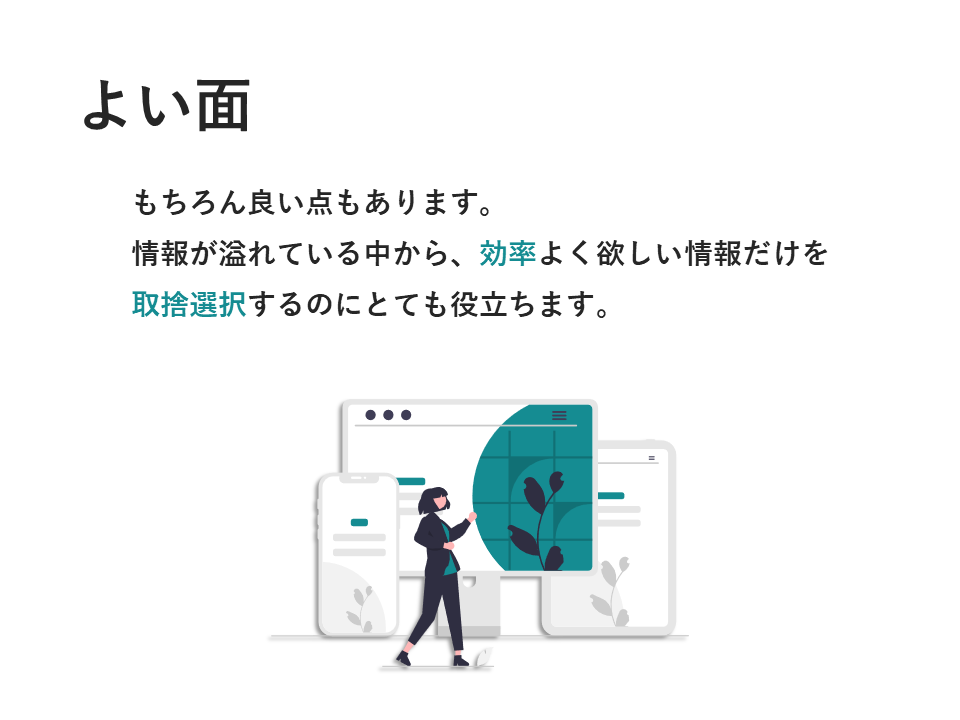 よい面
もちろん良い点もあります。
情報が溢れている中から、効率よく欲しい情報だけを
取捨選択するのにとても役立ちます。